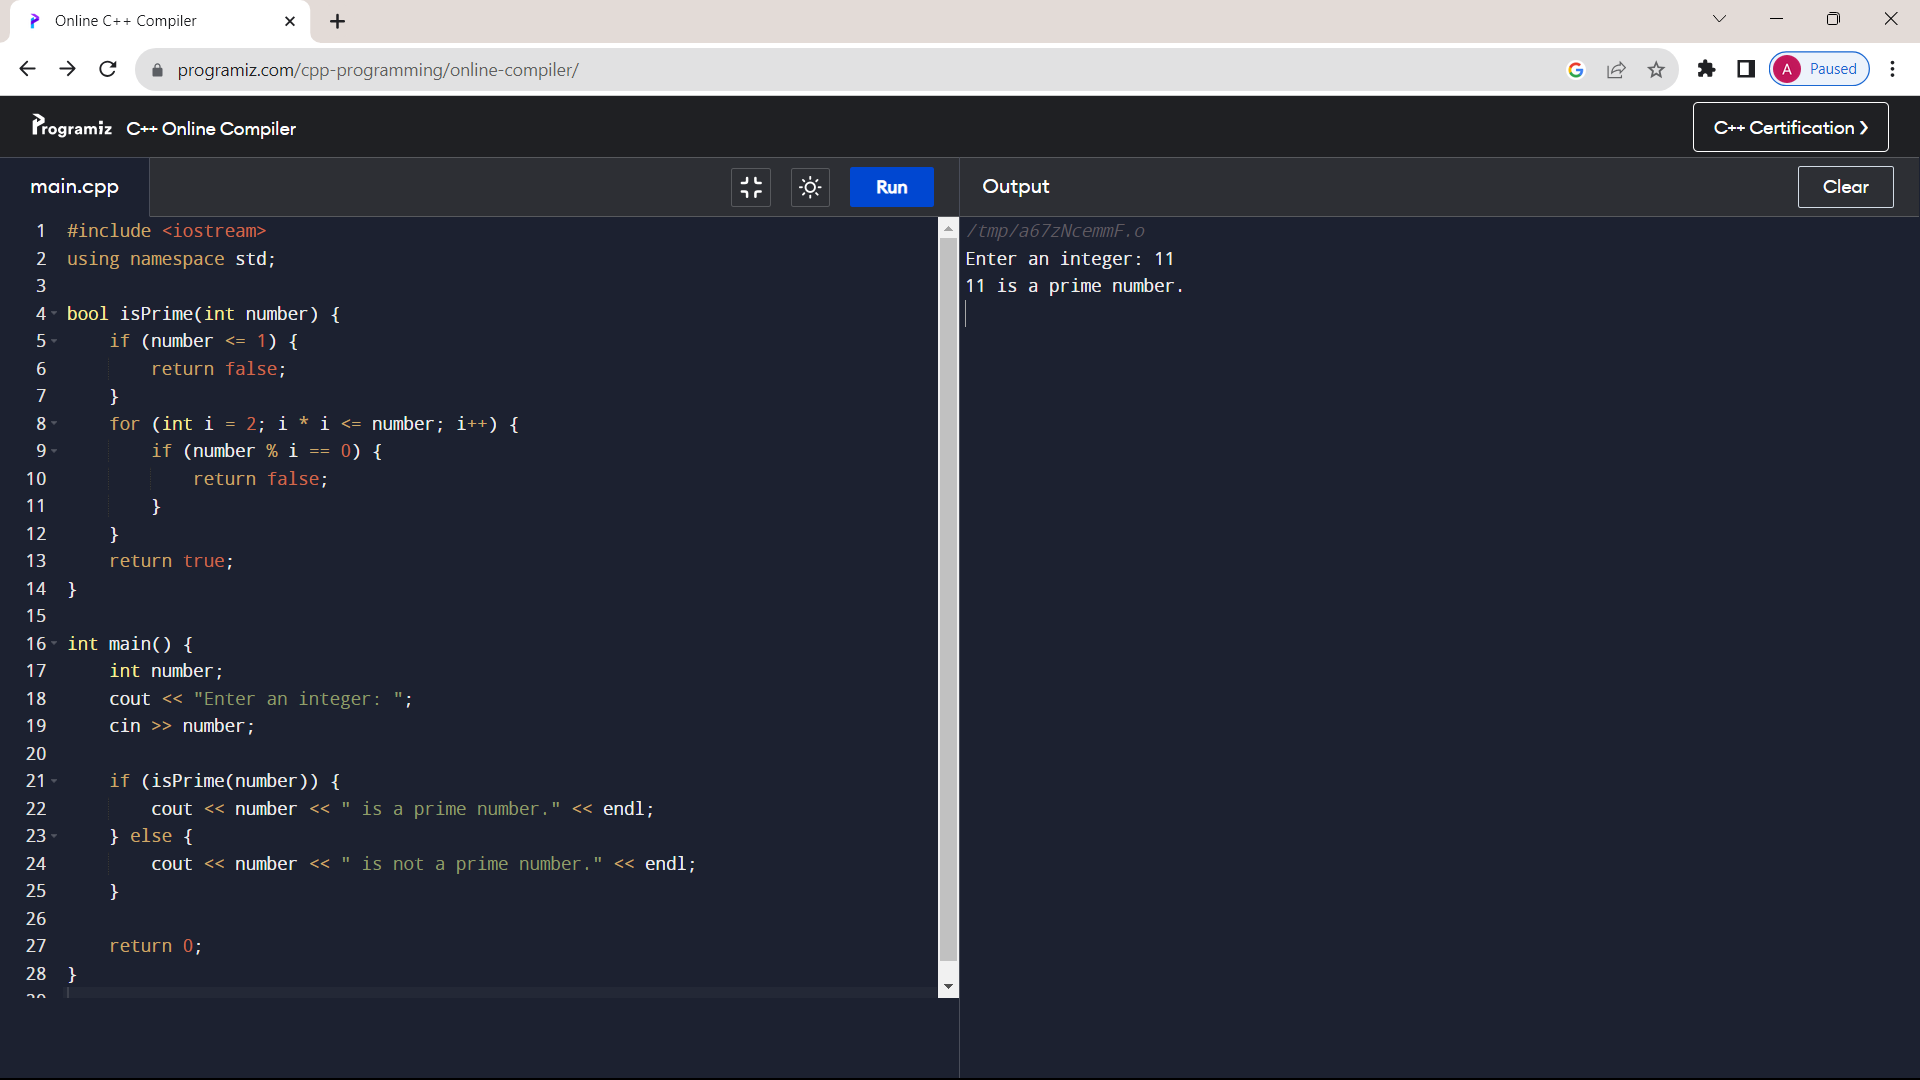 Online C++ Compiler
programiz.com/cpp-programming/online-compiler/
A Paused
Programiz C++ Online Compiler
C++ Certification
main.cpp
Run
Output
Clear
1 #include <iostream>
2 using namespace std;
3
4 bool isPrime(int number) {
5     if (number <= 1) {
6         return false;
7     }
8     for (int i = 2; i * i <= number; i++) {
9         if (number % i == 0) {
10             return false;
11         }
12     }
13     return true;
14 }
15
16 int main() {
17     int number;
18     cout << "Enter an integer: ";
19     cin >> number;
20
21     if (isPrime(number)) {
22         cout << number << " is a prime number." << endl;
23     } else {
24         cout << number << " is not a prime number." << endl;
25     }
26
27     return 0;
28 }
/tmp/a67zNcemmF.o
Enter an integer: 11
11 is a prime number.